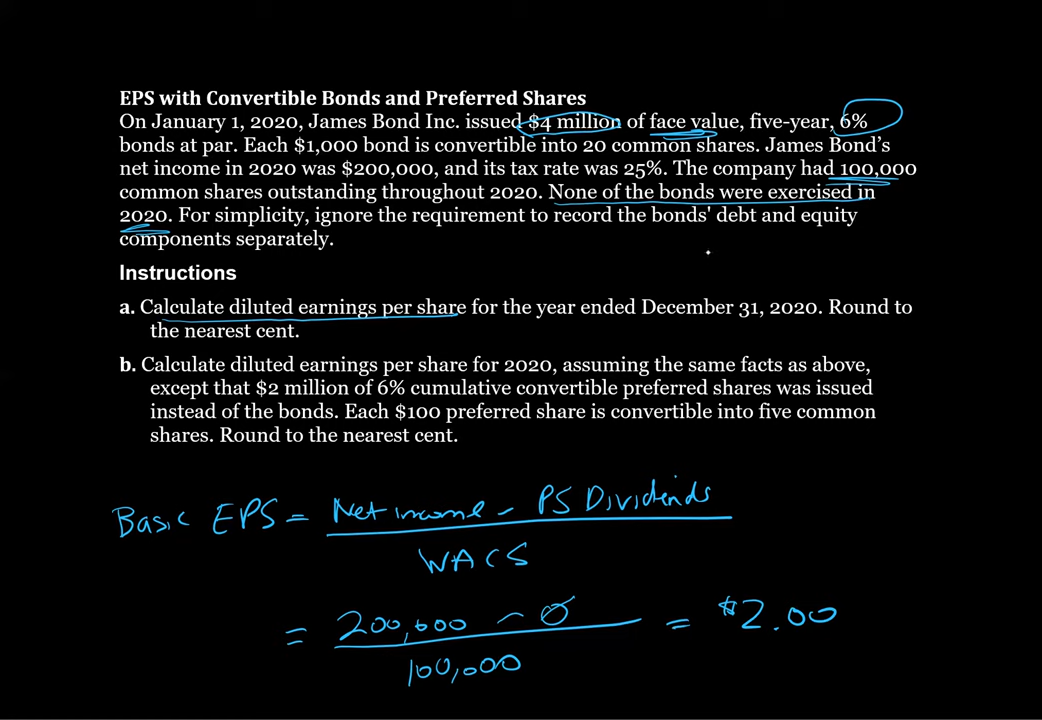 EPS with Convertible Bonds and Preferred Shares
On January 1, 2020, James Bond Inc. issued $4 million of face value, five-year, 6%
bonds at par. Each $1,000 bond is convertible into 20 common shares. James Bond's
net income in 2020 was $200,000, and its tax rate was 25%. The company had 100,000
common shares outstanding throughout 2020. None of the bonds were exercised in
2020. For simplicity, ignore the requirement to record the bonds' debt and equity
components separately.
Instructions
a. Calculate diluted earnings per share for the year ended December 31, 2020. Round to
the nearest cent.
b. Calculate diluted earnings per share for 2020, assuming the same facts as above,
except that $2 million of 6% cumulative convertible preferred shares was issued
instead of the bonds. Each $100 preferred share is convertible into five common
shares. Round to the nearest cent.
Basic EPS = Net income - PS Dividends
WACS
= 200,000 - 0 = $2.00
100,000